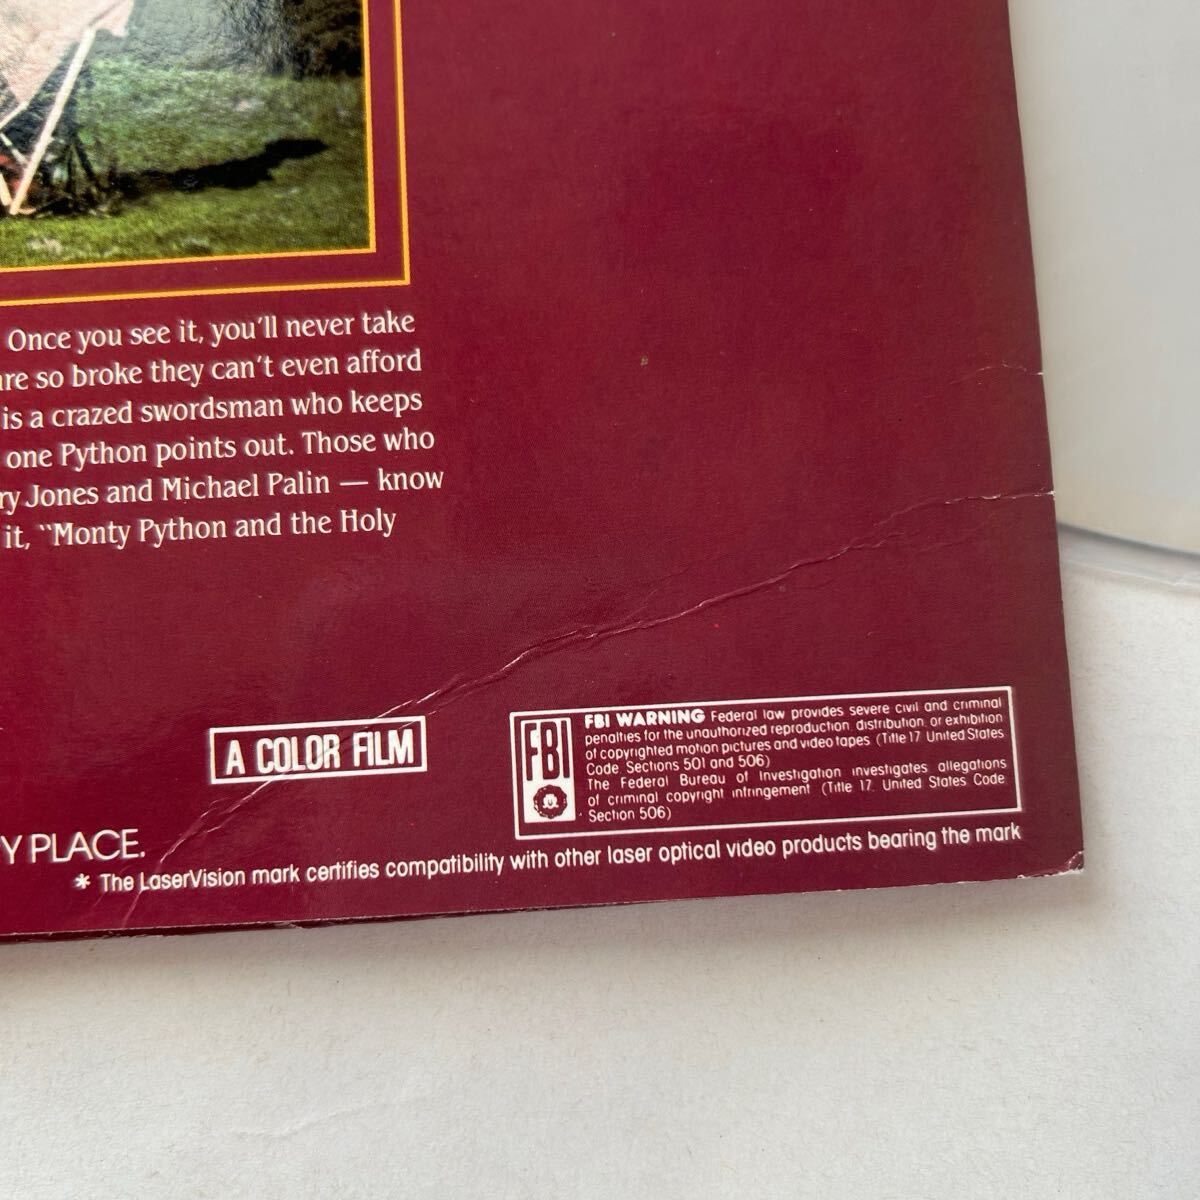 Once you see it, you'll never take
are so broke they can't even afford
is a crazed swordsman who keeps
one Python points out. Those who
ry Jones and Michael Palin — know
it, "Monty Python and the Holy
A COLOR FILM
FBI
FBI WARNING Federal law provides severe civil and criminal
penalties for the unauthorized reproduction, distribution, or exhibition
of copyrighted motion pictures and video tapes (Title 17 United States
Code, Sections 501 and 506)
The Federal Bureau of Investigation investigates allegations
of criminal copyright infringement (Title 17, United States Code
Section 506)
Y PLACE.
* The LaserVision mark certifies compatibility with other laser optical video products bearing the mark